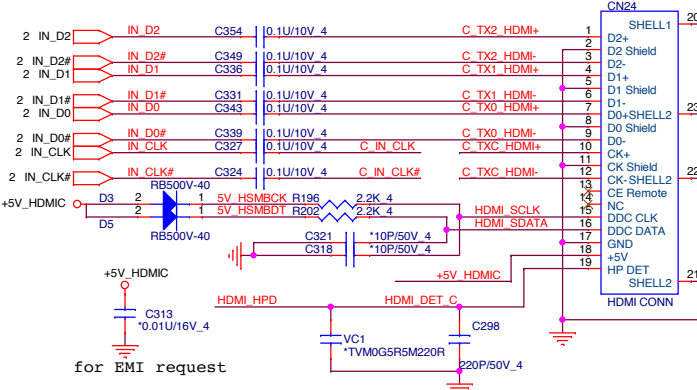 CN24
SHELL1 20
2 IN_D2 IN_D2 C354 0.1U/10V_4 C_TX2_HDMI+ 1 D2+
2 D2 Shield
2 IN_D2# IN_D2# C349 0.1U/10V_4 C_TX2_HDMI- 3 D2-
2 IN_D1 IN_D1 C336 0.1U/10V_4 C_TX1_HDMI+ 4 D1+
5 D1 Shield
2 IN_D1# IN_D1# C331 0.1U/10V_4 C_TX1_HDMI- 6 D1-
2 IN_D0 IN_D0 C343 0.1U/10V_4 C_TX0_HDMI+ 7 D0+ SHELL2 23
8 D0 Shield
2 IN_D0# IN_D0# C339 0.1U/10V_4 C_TX0_HDMI- 9 D0-
2 IN_CLK IN_CLK C327 0.1U/10V_4 C_IN_CLK C_TXC_HDMI+ 10 CK+
11 CK Shield
2 IN_CLK# IN_CLK# C324 0.1U/10V_4 C_IN_CLK# C_TXC_HDMI- 12 CK- SHELL2 22
RB500V-40
13 CE Remote
14 NC
+5V_HDMIC D3 2 1 5V_HSMBCK R196 2.2K_4 HDMI_SCLK 15 DDC CLK
D5 2 1 5V_HSMBDT R202 2.2K_4 HDMI_SDATA 16 DDC DATA
RB500V-40
C321 *10P/50V_4 17 GND
C318 *10P/50V_4 18 +5V
+5V_HDMIC 19 HP DET
SHELL2 21
+5V_HDMIC
HDMI_HPD HDMI_DET_C HDMI CONN
C313
*0.01U/16V_4
VC1
*TVM0G5R5M220R
C298
220P/50V_4
for EMI request